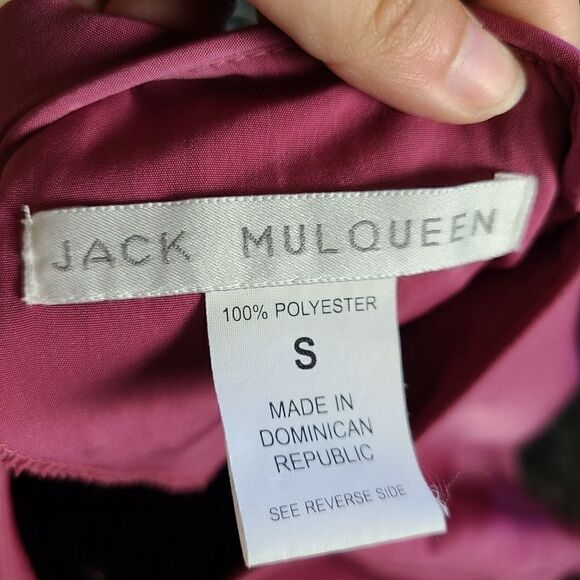 JACK MULQUEEN
100% POLYESTER
S
MADE IN
DOMINICAN
REPUBLIC
SEE REVERSE SIDE